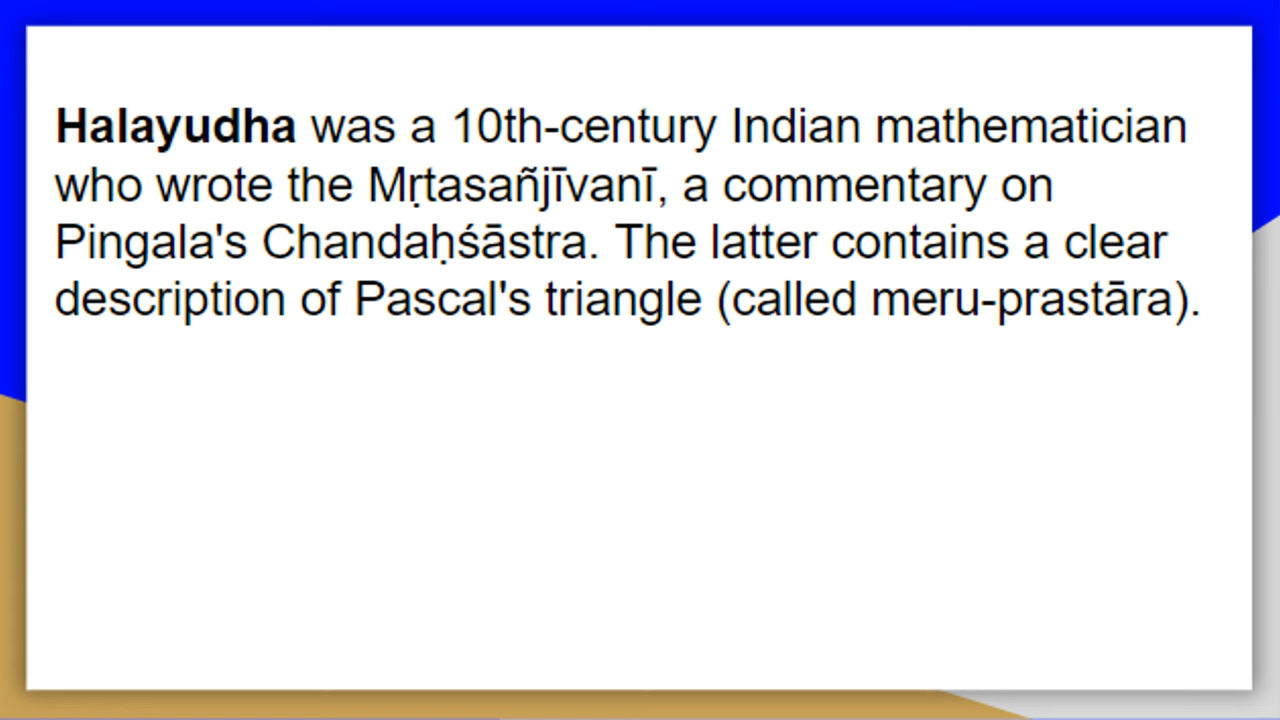 Halayudha was a 10th-century Indian mathematician
who wrote the Mṛtasañjīvanī, a commentary on
Pingala's Chandaḥśāstra. The latter contains a clear
description of Pascal's triangle (called meru-prastāra).